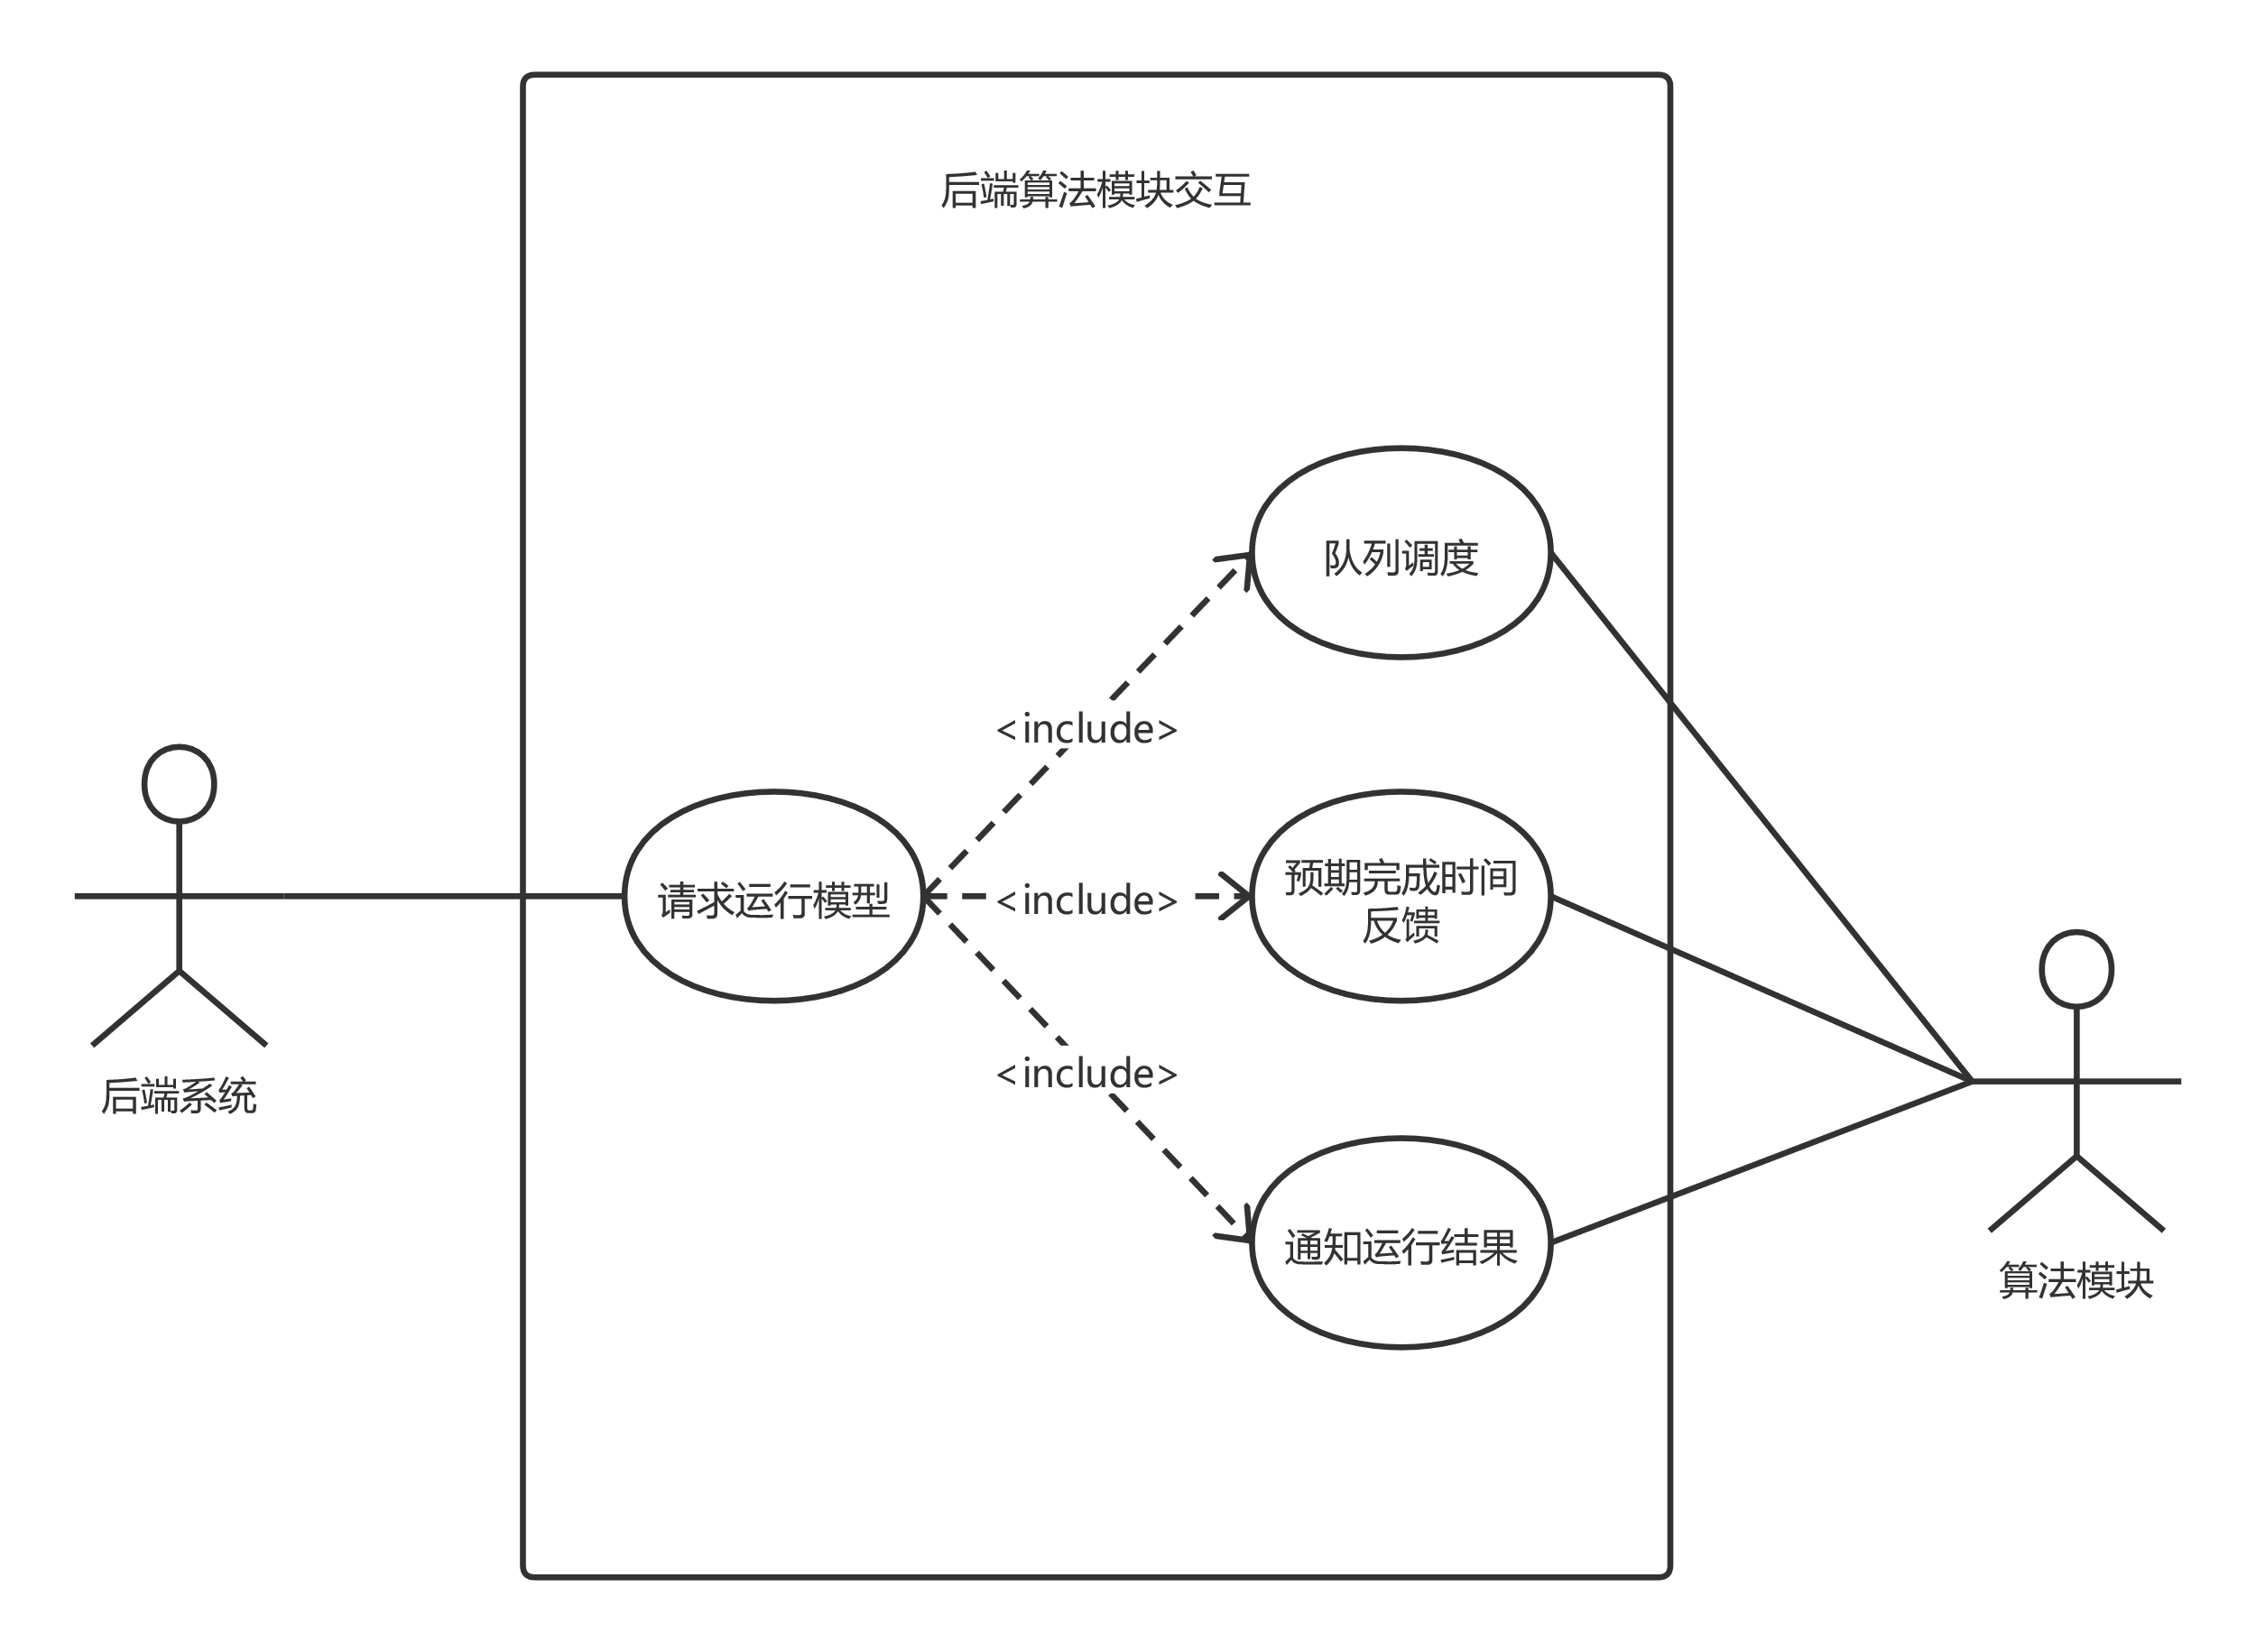 后端算法模块交互
队列调度
<include>
请求运行模型
<include>
预期完成时间
反馈
<include>
后端系统
通知运行结果
算法模块